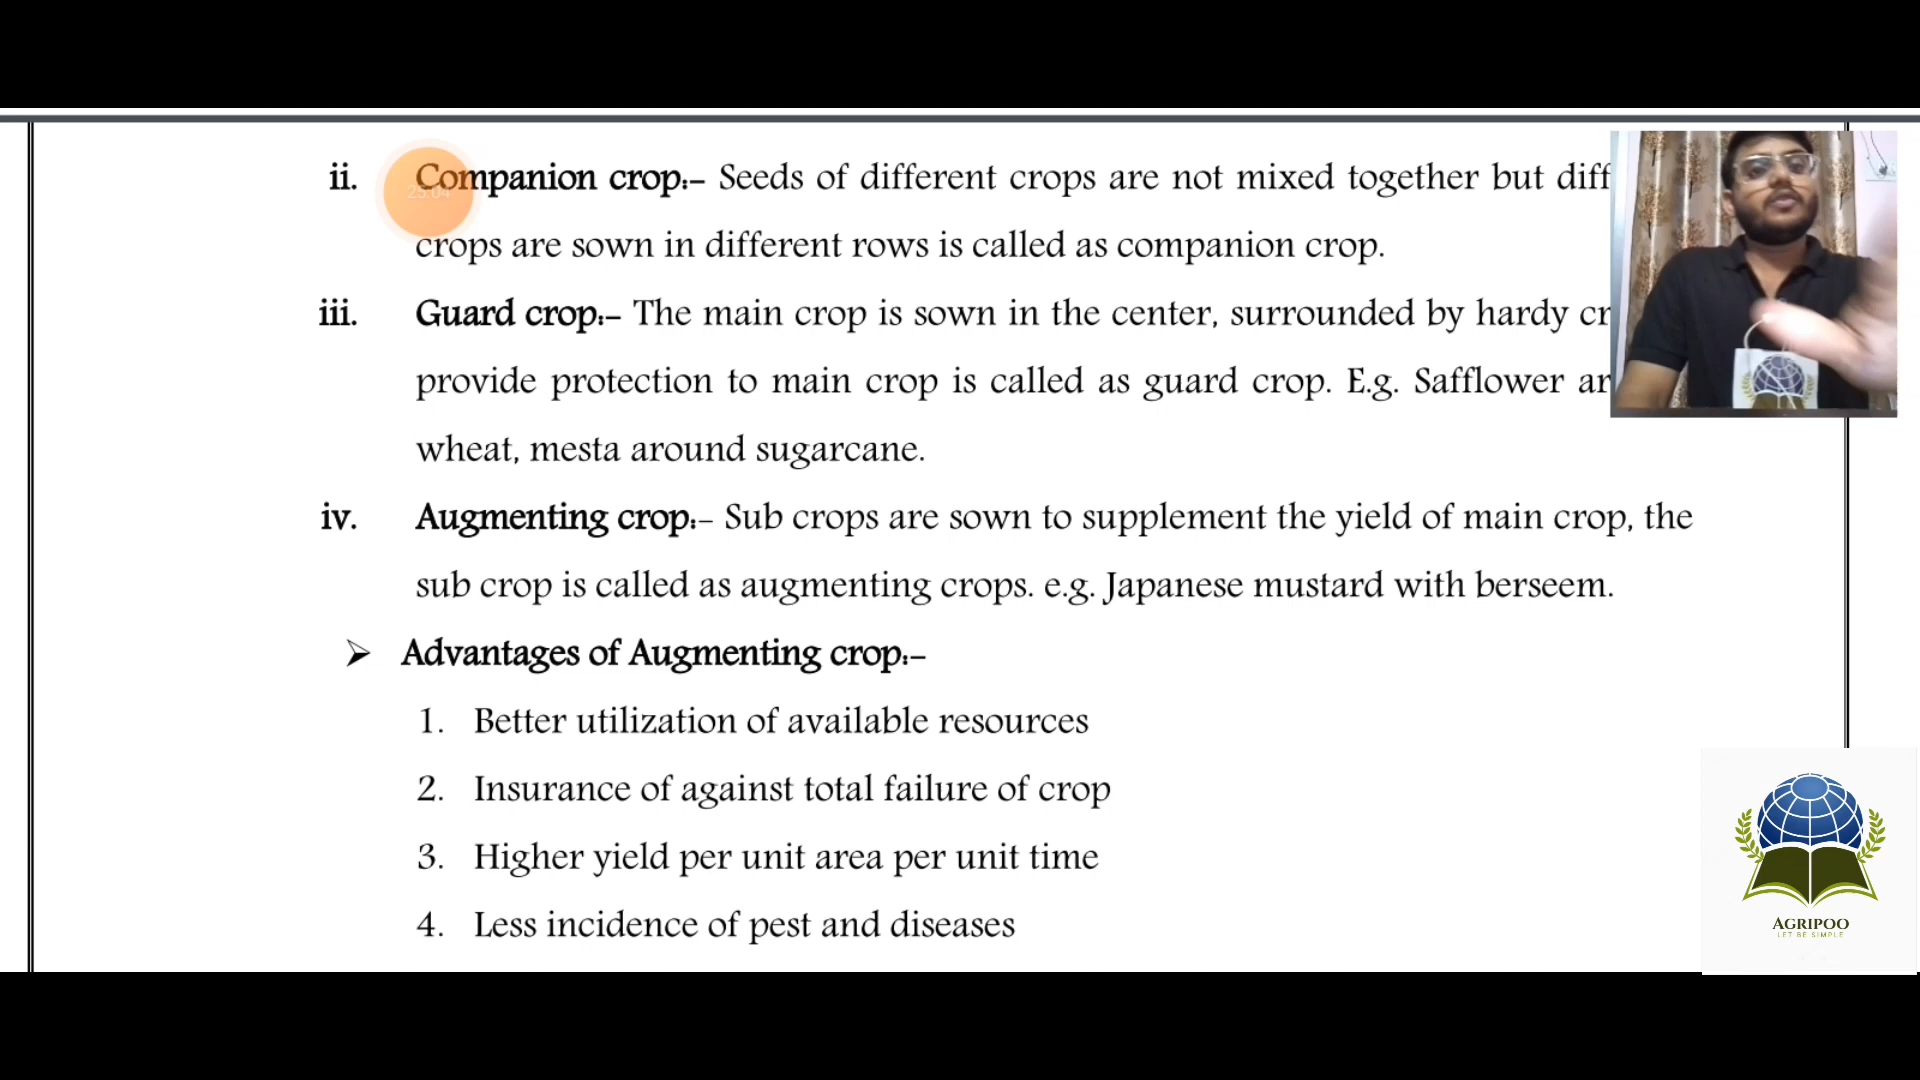 ii. Companion crop:- Seeds of different crops are not mixed together but diff
crops are sown in different rows is called as companion crop.
iii. Guard crop:- The main crop is sown in the center, surrounded by hardy cr
provide protection to main crop is called as guard crop. E.g. Safflower ar
wheat, mesta around sugarcane.
iv. Augmenting crop:- Sub crops are sown to supplement the yield of main crop, the
sub crop is called as augmenting crops. e.g. Japanese mustard with berseem.
➢ Advantages of Augmenting crop:-
1. Better utilization of available resources
2. Insurance of against total failure of crop
3. Higher yield per unit area per unit time
4. Less incidence of pest and diseases
AGRIPOO
LET BE SIMPLE